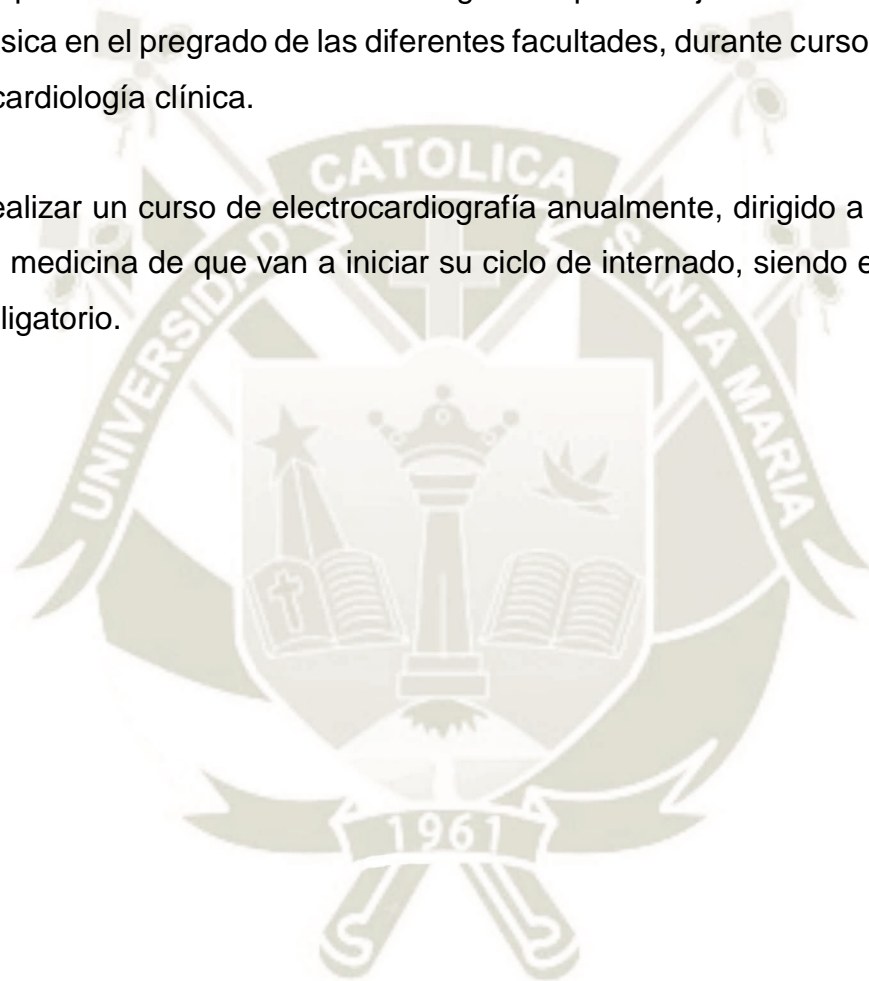 sica en el pregrado de las diferentes facultades, durante curso
cardiología clínica.
ealizar un curso de electrocardiografía anualmente, dirigido a
medicina de que van a iniciar su ciclo de internado, siendo e
ligatorio.
UNIVERSIDAD CATOLICA SANTA MARIA
1961